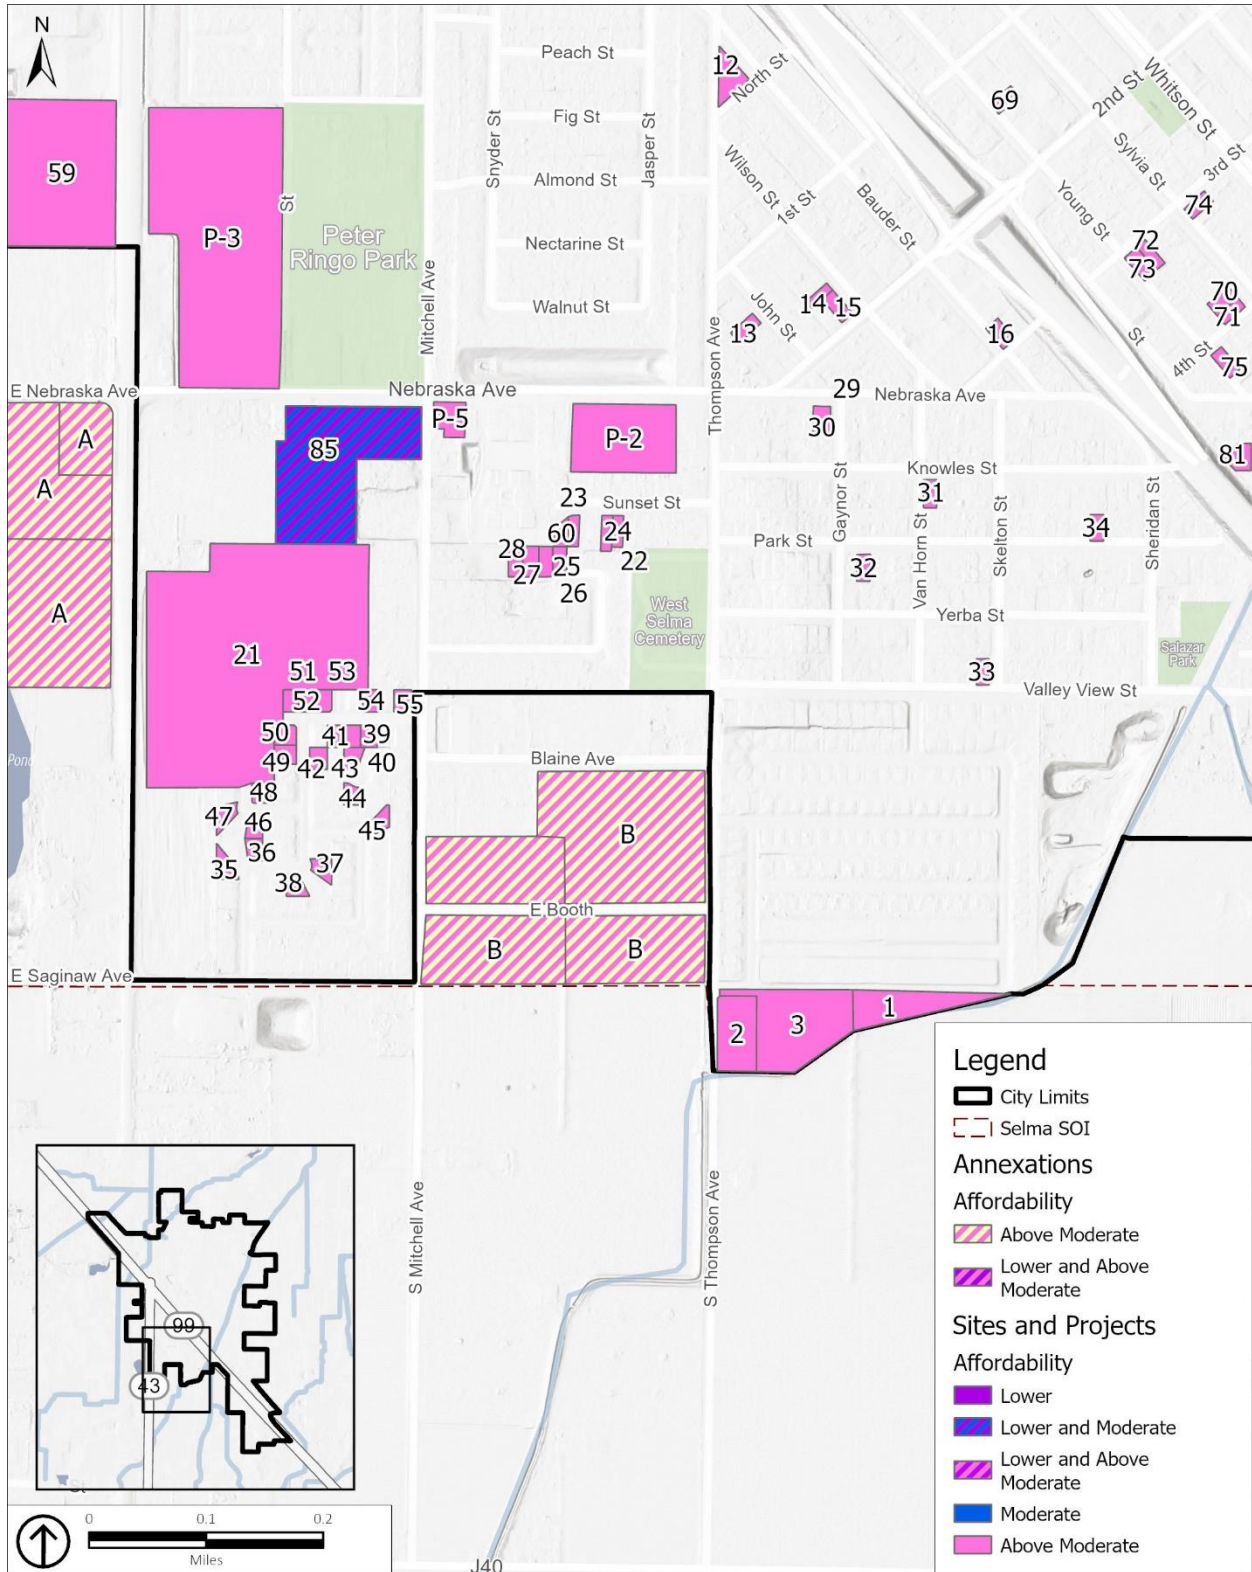 N
Peach St
Fig St
Almond St
Nectarine St
Walnut St
Snyder St
Jasper St
12
North St
69
2nd St
Whitson St
Sylvia St
3rd St
Wilson St
1st St
Bauder St
Young St
74
72
73
70
71
59
P-3
St
Peter
Ringo Park
Mitchell Ave
14
15
13
John St
16
St
4th St
75
Thompson Ave
E Nebraska Ave
Nebraska Ave
29
Nebraska Ave
A
A
A
85
P-5
P-2
30
81
Knowles St
Gaynor St
31
Van Horn St
Skelton St
34
Sheridan St
23
Sunset St
60
24
22
28
27
25
26
Park St
32
Yerba St
West
Selma
Cemetery
Salazar
Park
33
Valley View St
21
51
53
52
54
55
50
41
39
49
42
43
40
48
44
47
46
45
36
35
37
38
Blaine Ave
B
E Booth
B
B
E Saginaw Ave
2
3
1
S Mitchell Ave
S Thompson Ave
J40
99
43
0
0.1
0.2
Miles
Legend
City Limits
Selma SOI
Annexations
Affordability
Above Moderate
Lower and Above
Moderate
Sites and Projects
Affordability
Lower
Lower and Moderate
Lower and Above
Moderate
Moderate
Above Moderate